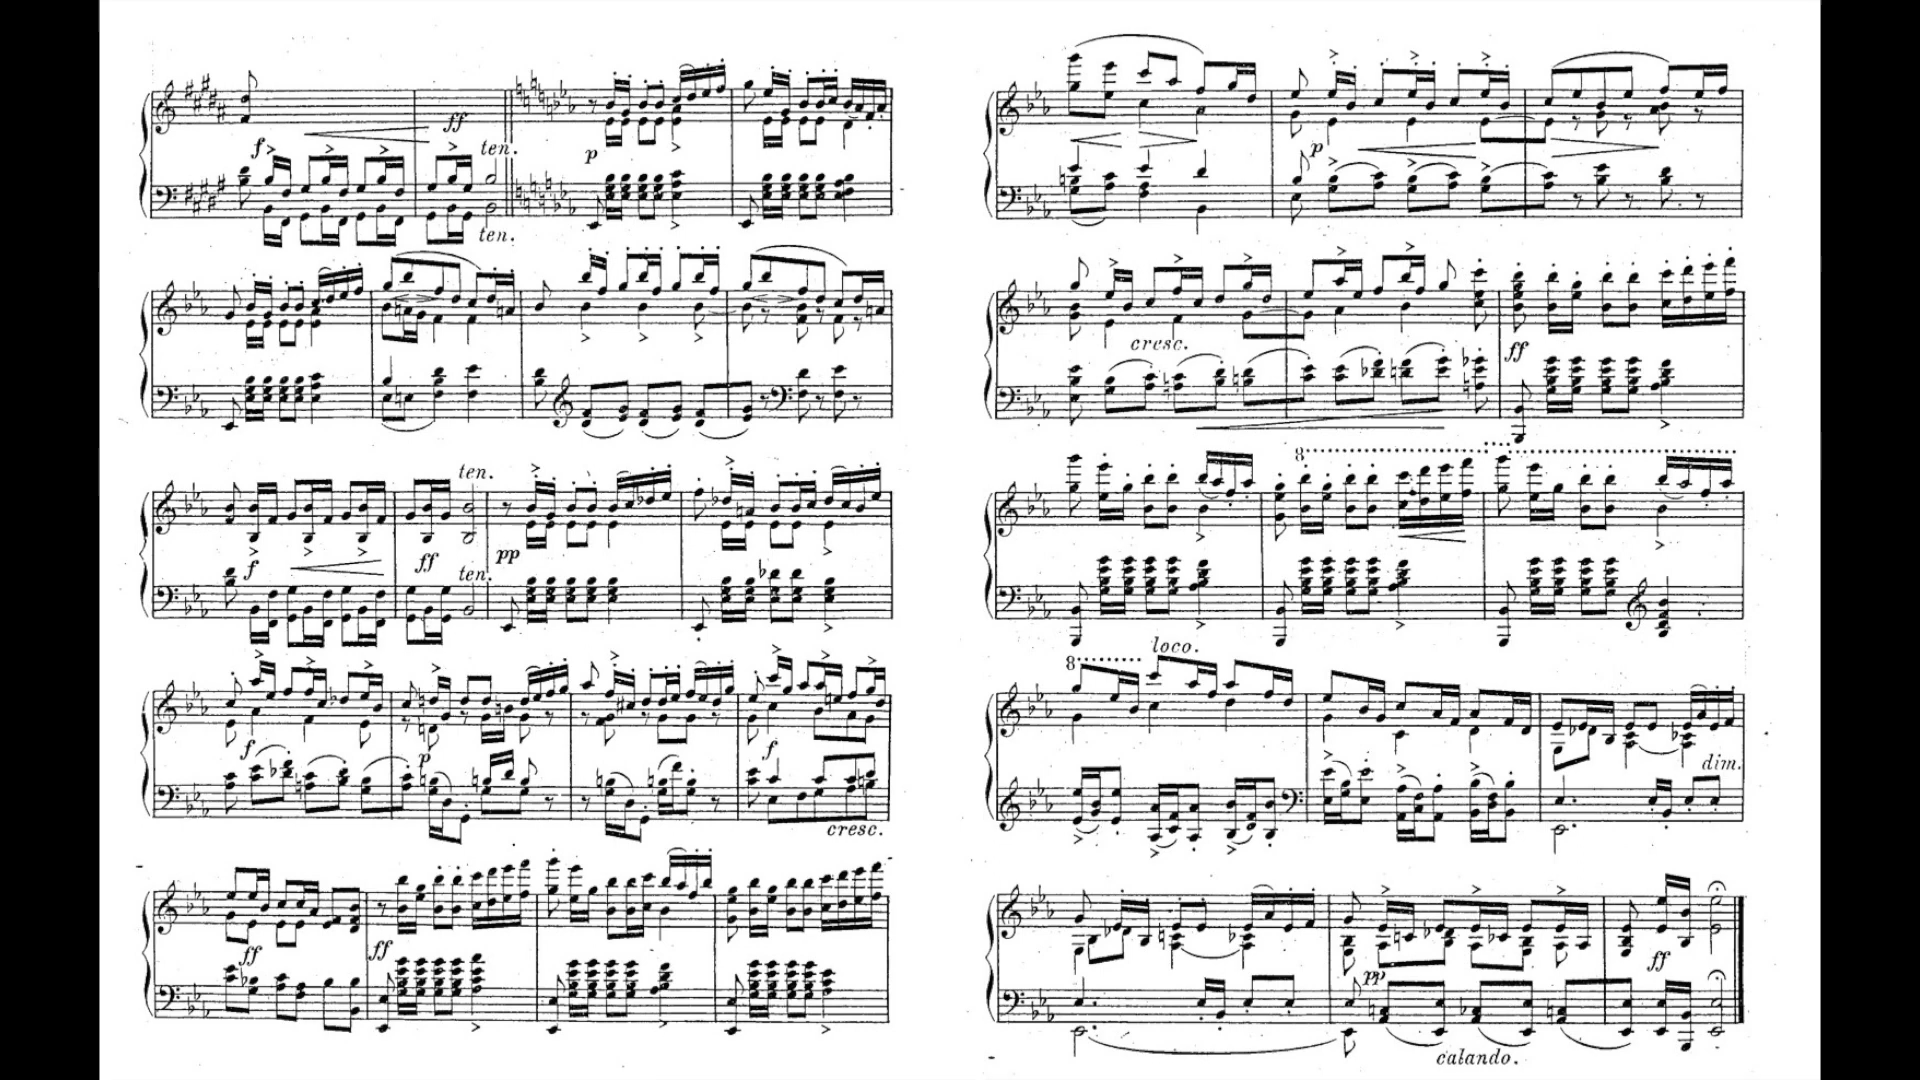 ff
f
ten.
p
ten.
ten.
f
ff
pp
ten.
f
p
f
cresc.
ff
ff
p
cresc.
ff
8
loco.
8
dim.
pp
ff
calando.